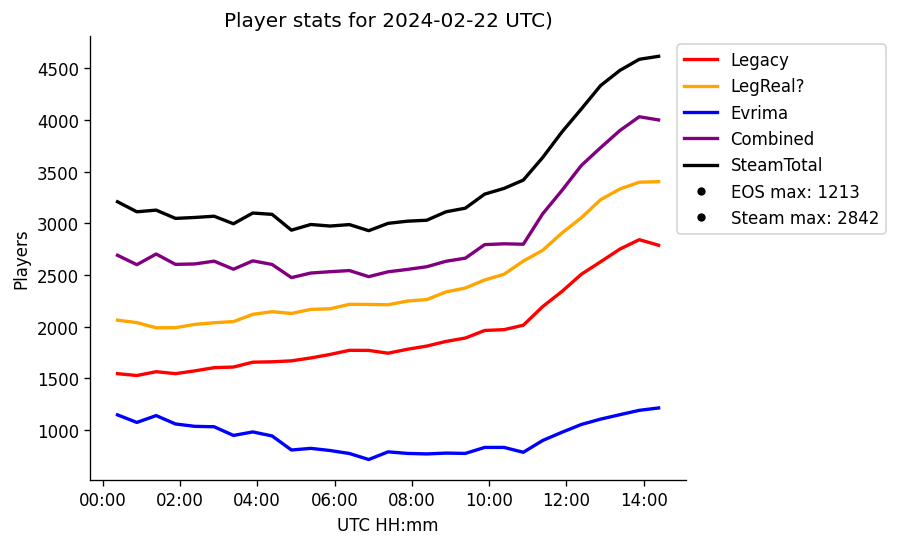 Player stats for 2024-02-22 UTC)
Players
4500
4000
3500
3000
2500
2000
1500
1000
00:00 02:00 04:00 06:00 08:00 10:00 12:00 14:00
UTC HH:mm
Legacy
LegReal?
Evrima
Combined
SteamTotal
EOS max: 1213
Steam max: 2842